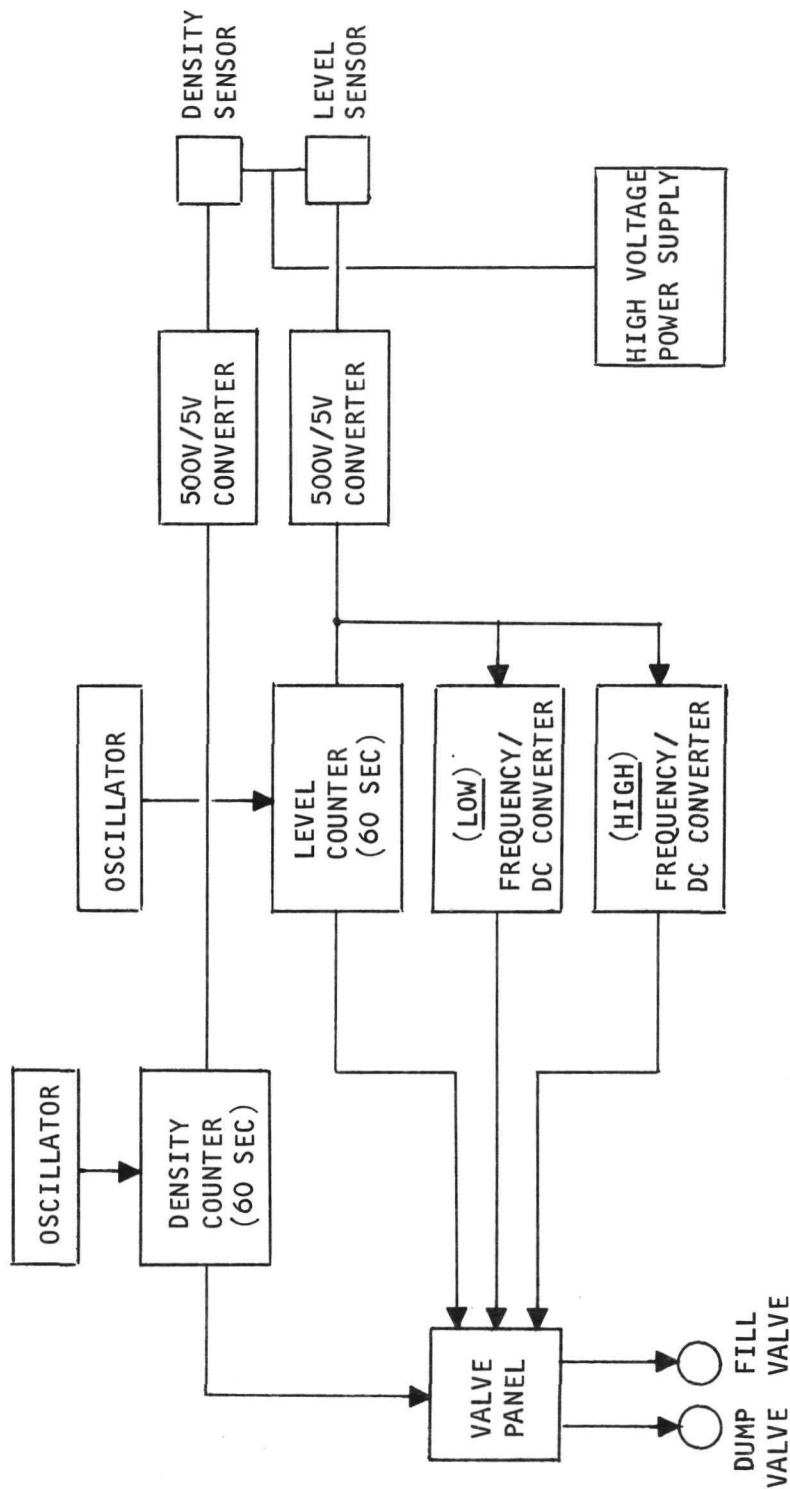 DENSITY
SENSOR
LEVEL
SENSOR
500V/5V
CONVERTER
500V/5V
CONVERTER
HIGH VOLTAGE
POWER SUPPLY
OSCILLATOR
LEVEL
COUNTER
(60 SEC)
(LOW)
FREQUENCY/
DC CONVERTER
(HIGH)
FREQUENCY/
DC CONVERTER
OSCILLATOR
DENSITY
COUNTER
(60 SEC)
VALVE
PANEL
DUMP
VALVE
FILL
VALVE